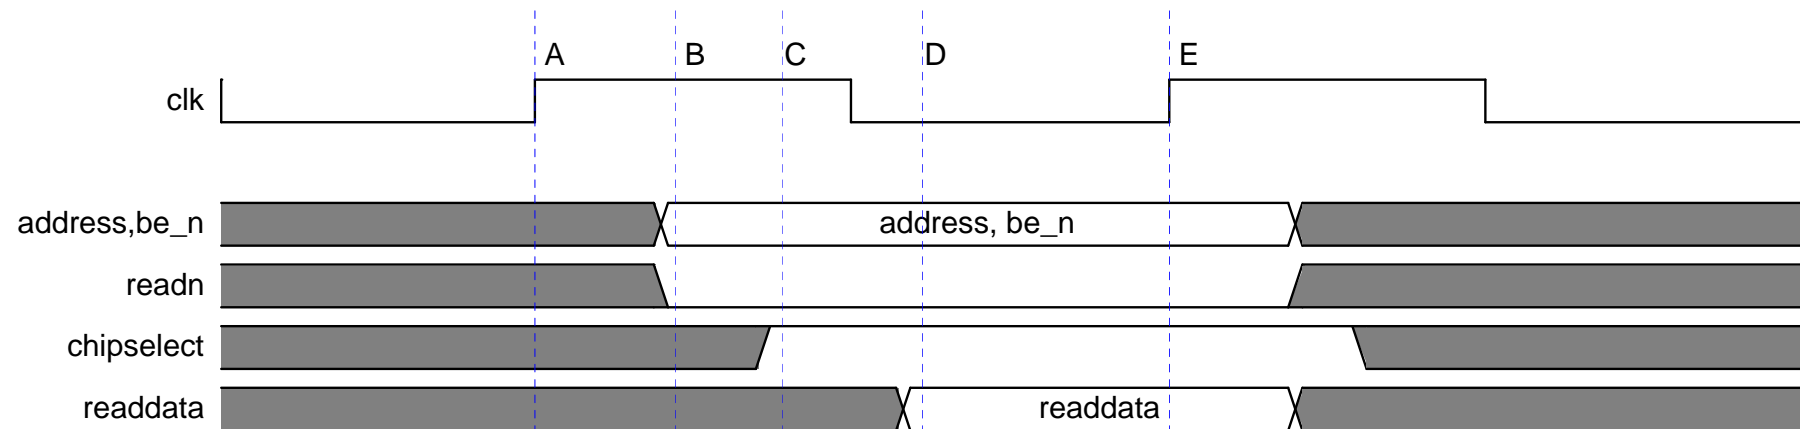 A B C D E
clk
address,be_n address, be_n
readn
chipselect
readdata readdata